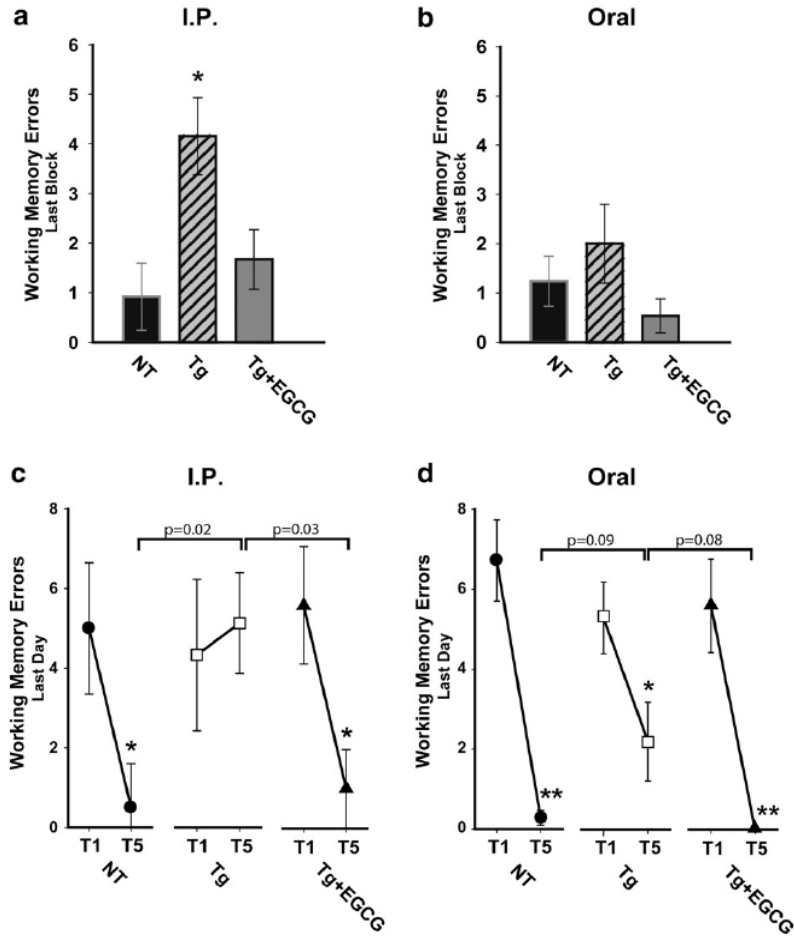 a
I.P.
Working Memory Errors
Last Block
6
5
4
3
2
1
0
*
NT
Tg
Tg+EGCG
b
Oral
Working Memory Errors
Last Block
6
5
4
3
2
1
0
NT
Tg
Tg+EGCG
c
I.P.
Working Memory Errors
Last Day
8
6
4
2
0
p=0.02
p=0.03
*
*
T1 T5
T1 T5
T1 T5
NT
Tg
Tg+EGCG
d
Oral
Working Memory Errors
Last Day
8
6
4
2
0
p=0.09
p=0.08
*
**
**
T1 T5
T1 T5
T1 T5
NT
Tg
Tg+EGCG